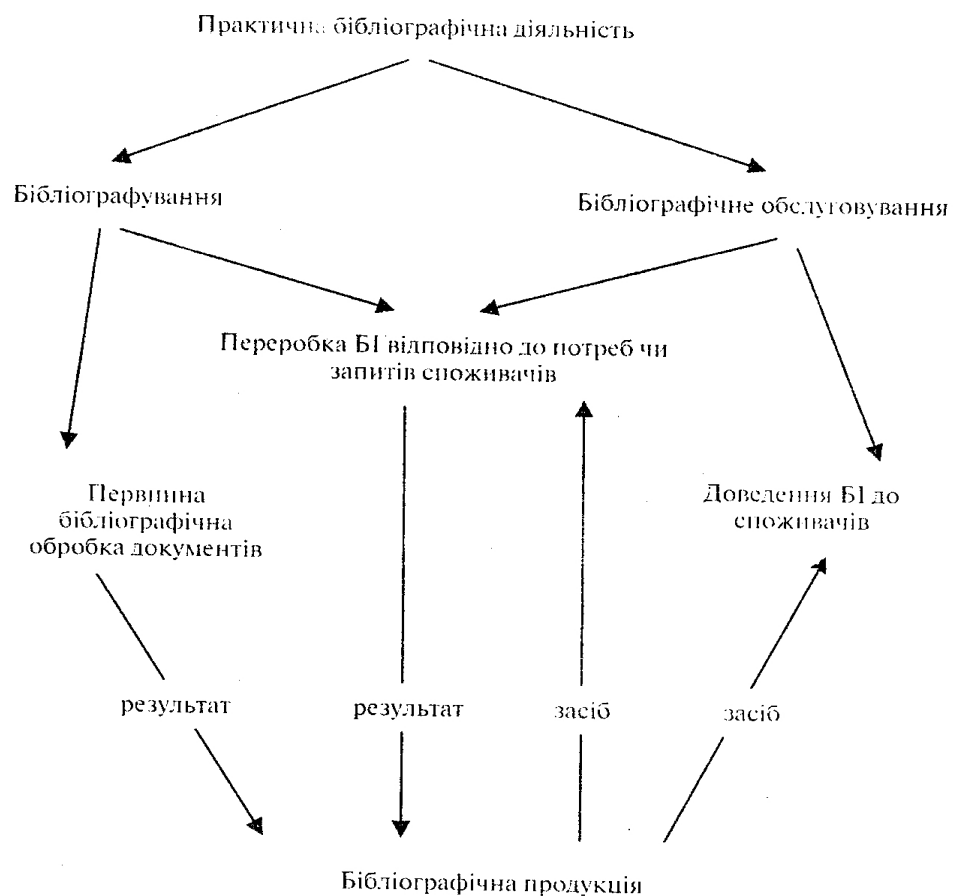 Практична бібліографічна діяльність
Бібліографування
Бібліографічне обслуговування
Переробка БІ відповідно до потреб чи
запитів споживачів
Первинна
бібліографічна
обробка документів
Доведення БІ до
споживачів
результат
результат
засіб
засіб
Бібліографічна продукція